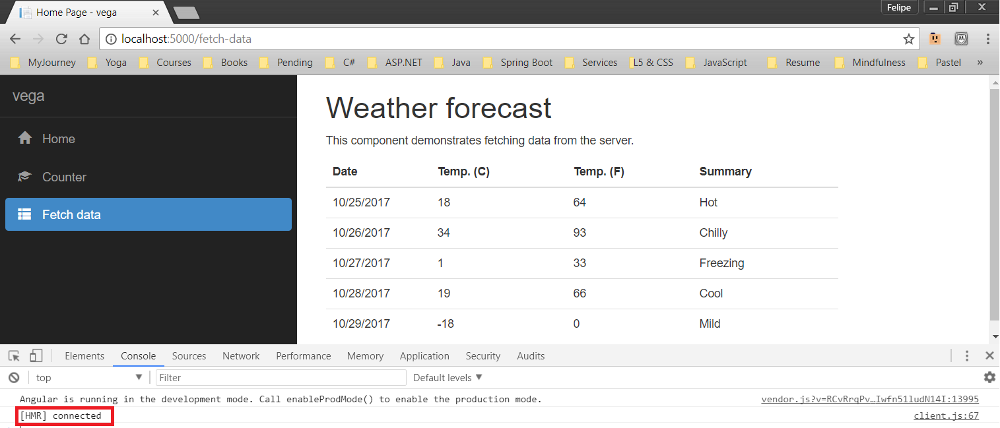 Home Page - vega
Felipe
localhost:5000/fetch-data
MyJourney Yoga Courses Books Pending C# ASP.NET Java Spring Boot Services L5 & CSS JavaScript Resume Mindfulness Pastel »
vega
Home
Counter
Fetch data
Weather forecast
This component demonstrates fetching data from the server.
Date Temp. (C) Temp. (F) Summary
10/25/2017 18 64 Hot
10/26/2017 34 93 Chilly
10/27/2017 1 33 Freezing
10/28/2017 19 66 Cool
10/29/2017 -18 0 Mild
Elements Console Sources Network Performance Memory Application Security Audits
top Filter Default levels
Angular is running in the development mode. Call enableProdMode() to enable the production mode. vendor.js?v=RCvRrqPv…Iwfn51ludN14I:13995
[HMR] connected client.js:67